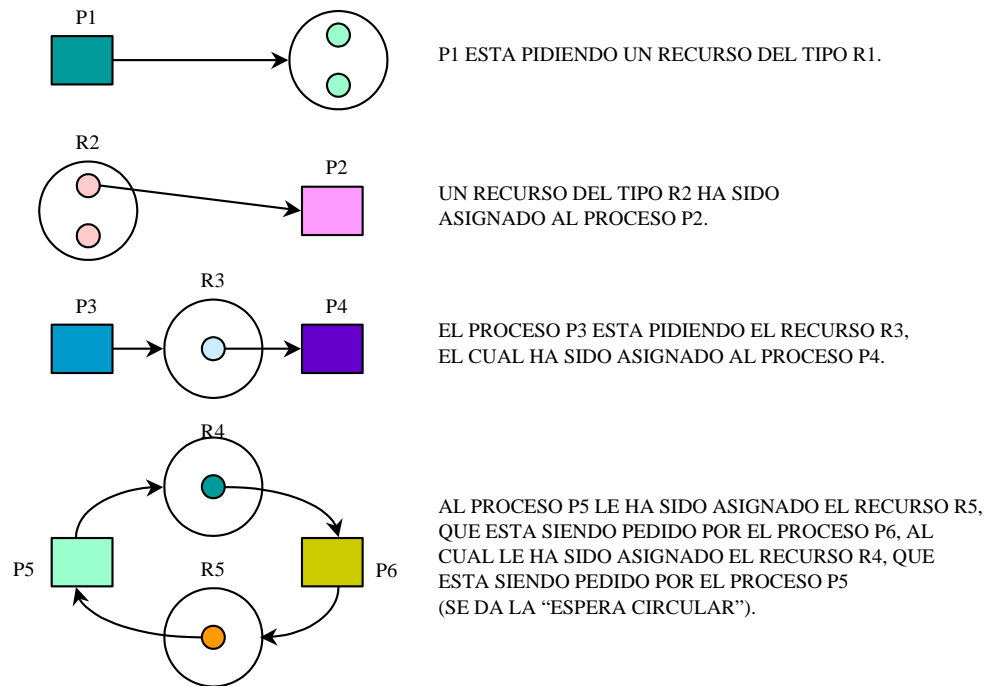 P1
P1 ESTA PIDIENDO UN RECURSO DEL TIPO R1.
R2
P2
UN RECURSO DEL TIPO R2 HA SIDO
ASIGNADO AL PROCESO P2.
P3
R3
P4
EL PROCESO P3 ESTA PIDIENDO EL RECURSO R3,
EL CUAL HA SIDO ASIGNADO AL PROCESO P4.
R4
P5
R5
P6
AL PROCESO P5 LE HA SIDO ASIGNADO EL RECURSO R5,
QUE ESTA SIENDO PEDIDO POR EL PROCESO P6, AL
CUAL LE HA SIDO ASIGNADO EL RECURSO R4, QUE
ESTA SIENDO PEDIDO POR EL PROCESO P5
(SE DA LA “ESPERA CIRCULAR”).